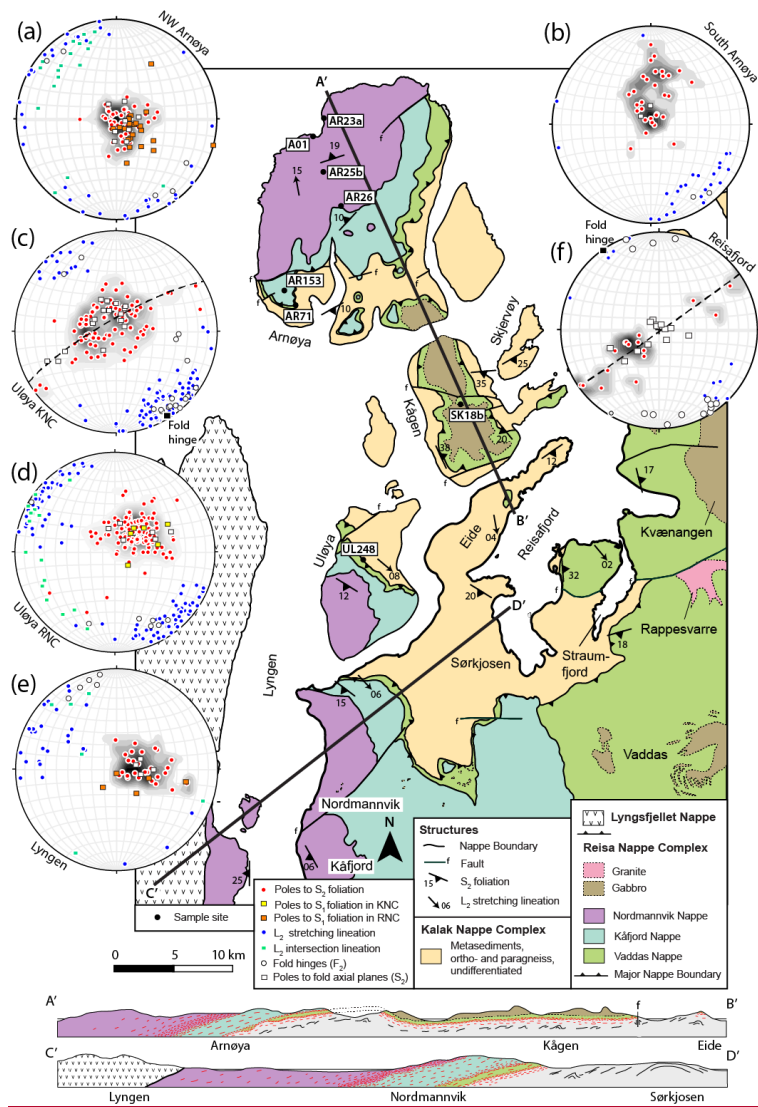 (a)
NW Arnøya
(b)
South Arnøya
A'
AR23a
A01
f
19
15
AR25b
AR26
10
(c)
(f)
Fold
hinge
Reisafjord
f
AR153
f
AR71
10
Arnøya
Skjervøy
25
35
Kågen
SK18b
38
20
f
Uløya KNC
Fold
hinge
12
17
Kvænangen
(d)
B'
Eide
Reisafjord
04
f
Uløya
UL248
08
02
32
f
f
12
20
D'
Rappesvarre
Uløya RNC
18
Straum-
fjord
Sørkjosen
(e)
Lyngen
15
06
f
Vaddas
Nordmannvik
N
f
Kåfjord
06
25
Lyngen
C'
Structures
Nappe Boundary
f Fault
15 S2 foliation
06 L2 stretching lineation
Kalak Nappe Complex
Metasediments,
ortho- and paragneiss,
undifferentiated
Lyngsfjellet Nappe
Reisa Nappe Complex
Granite
Gabbro
Nordmannvik Nappe
Kåfjord Nappe
Vaddas Nappe
Major Nappe Boundary
Poles to S2 foliation
Poles to S1 foliation in KNC
Poles to S1 foliation in RNC
L2 stretching lineation
L2 intersection lineation
Fold hinges (F2)
Poles to fold axial planes (S2)
Sample site
0 5 10 km
A' f B'
Arnøya Kågen Eide
C' D'
Lyngen Nordmannvik Sørkjosen